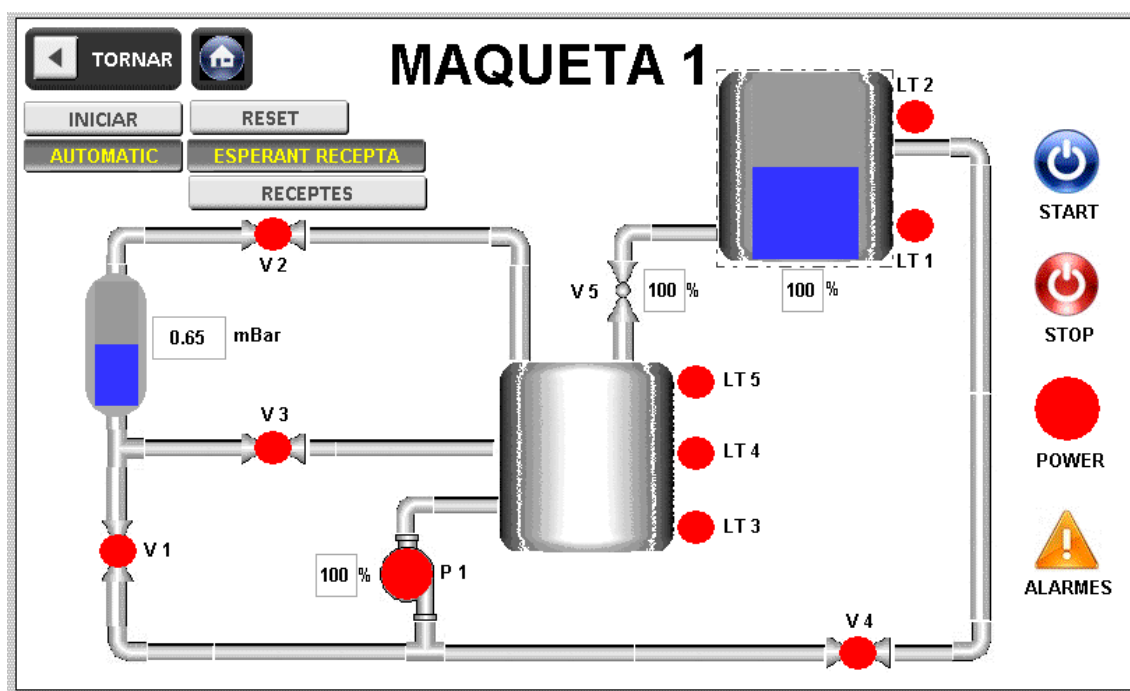 TORNAR
MAQUETA 1
INICIAR
RESET
AUTOMATIC
ESPERANT RECEPTA
RECEPTES
LT 2
LT 1
START
V 2
V 5
100 %
100 %
STOP
0.65 mBar
LT 5
V 3
LT 4
POWER
LT 3
V 1
100 %
P 1
ALARMES
V 4